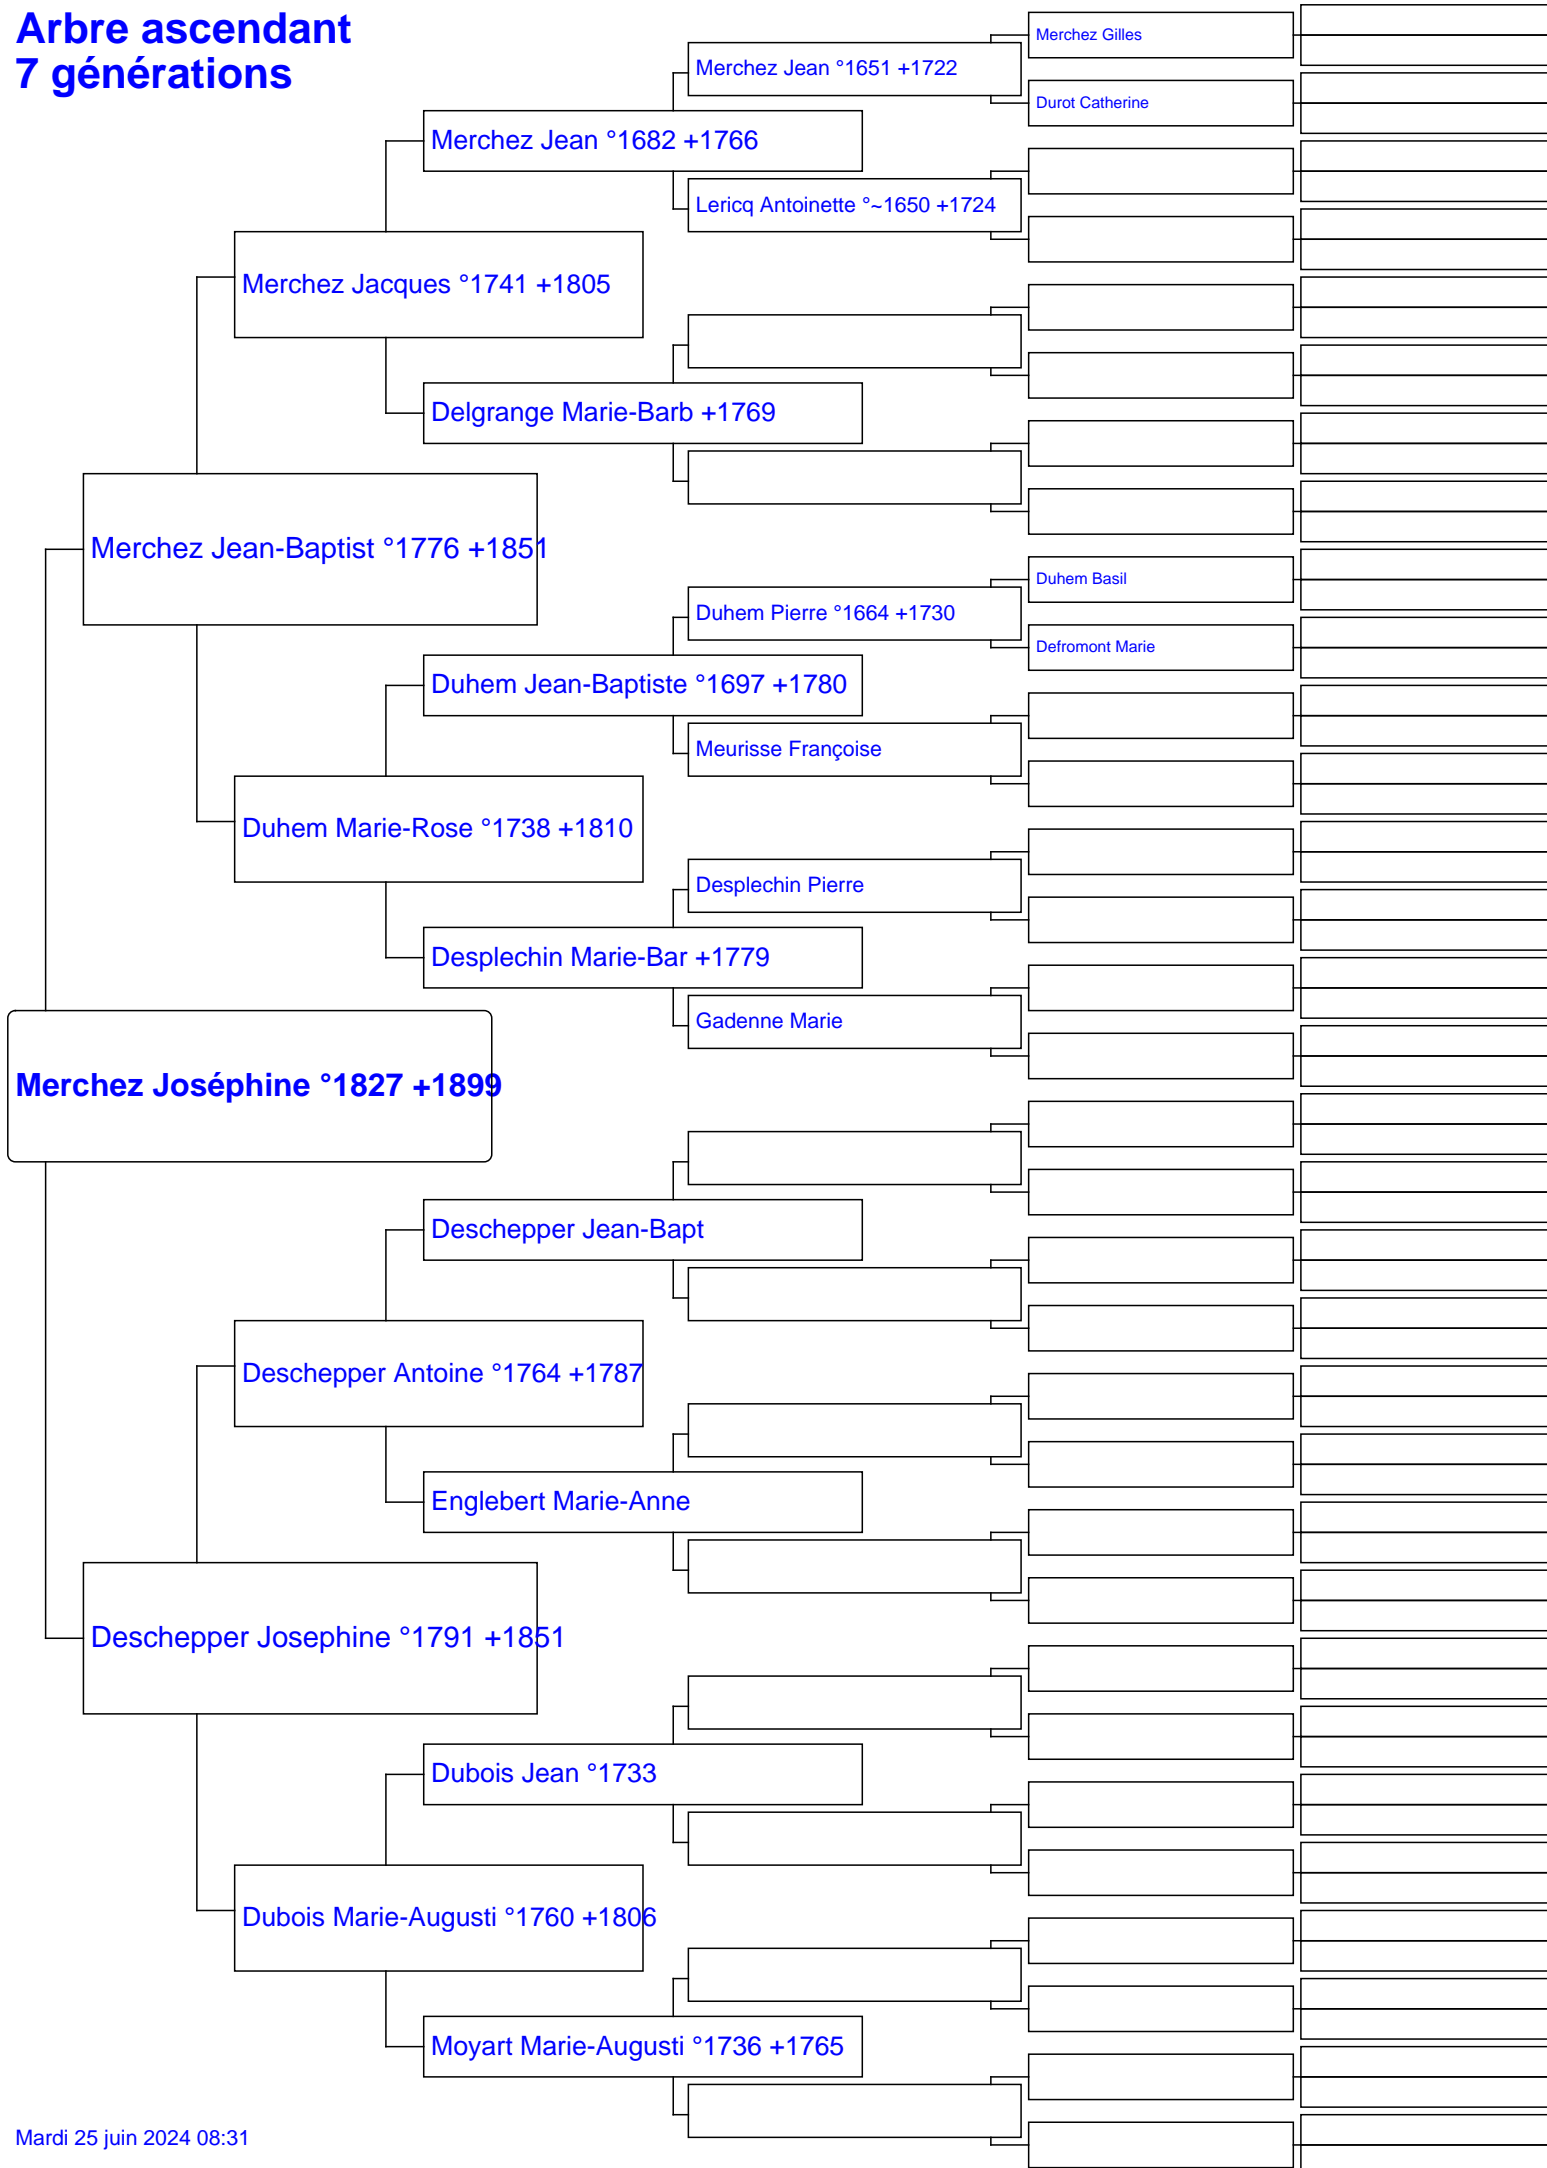 Arbre ascendant
7 générations
Merchez Gilles
Merchez Jean °1651 +1722
Durot Catherine
Merchez Jean °1682 +1766
Lericq Antoinette °~1650 +1724
Merchez Jacques °1741 +1805
Delgrange Marie-Barb +1769
Merchez Jean-Baptist °1776 +1851
Duhem Basil
Duhem Pierre °1664 +1730
Defromont Marie
Duhem Jean-Baptiste °1697 +1780
Meurisse Françoise
Duhem Marie-Rose °1738 +1810
Desplechin Pierre
Desplechin Marie-Bar +1779
Gadenne Marie
Merchez Joséphine °1827 +1899
Deschepper Jean-Bapt
Deschepper Antoine °1764 +1787
Englebert Marie-Anne
Deschepper Josephine °1791 +1851
Dubois Jean °1733
Dubois Marie-Augusti °1760 +1806
Moyart Marie-Augusti °1736 +1765
Mardi 25 juin 2024 08:31